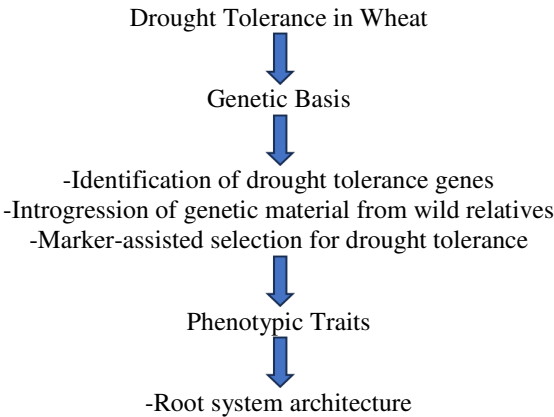 Drought Tolerance in Wheat
Genetic Basis
-Identification of drought tolerance genes
-Introgression of genetic material from wild relatives
-Marker-assisted selection for drought tolerance
Phenotypic Traits
-Root system architecture